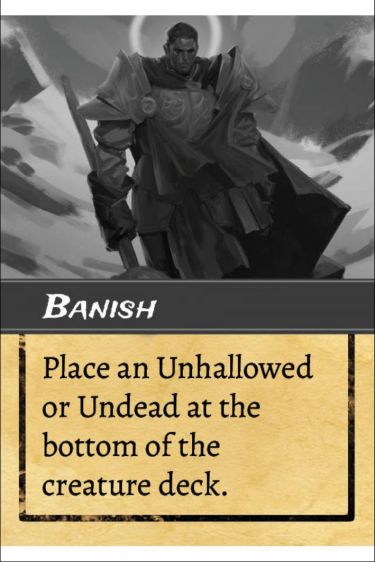 Banish
Place an Unhallowed
or Undead at the
bottom of the
creature deck.